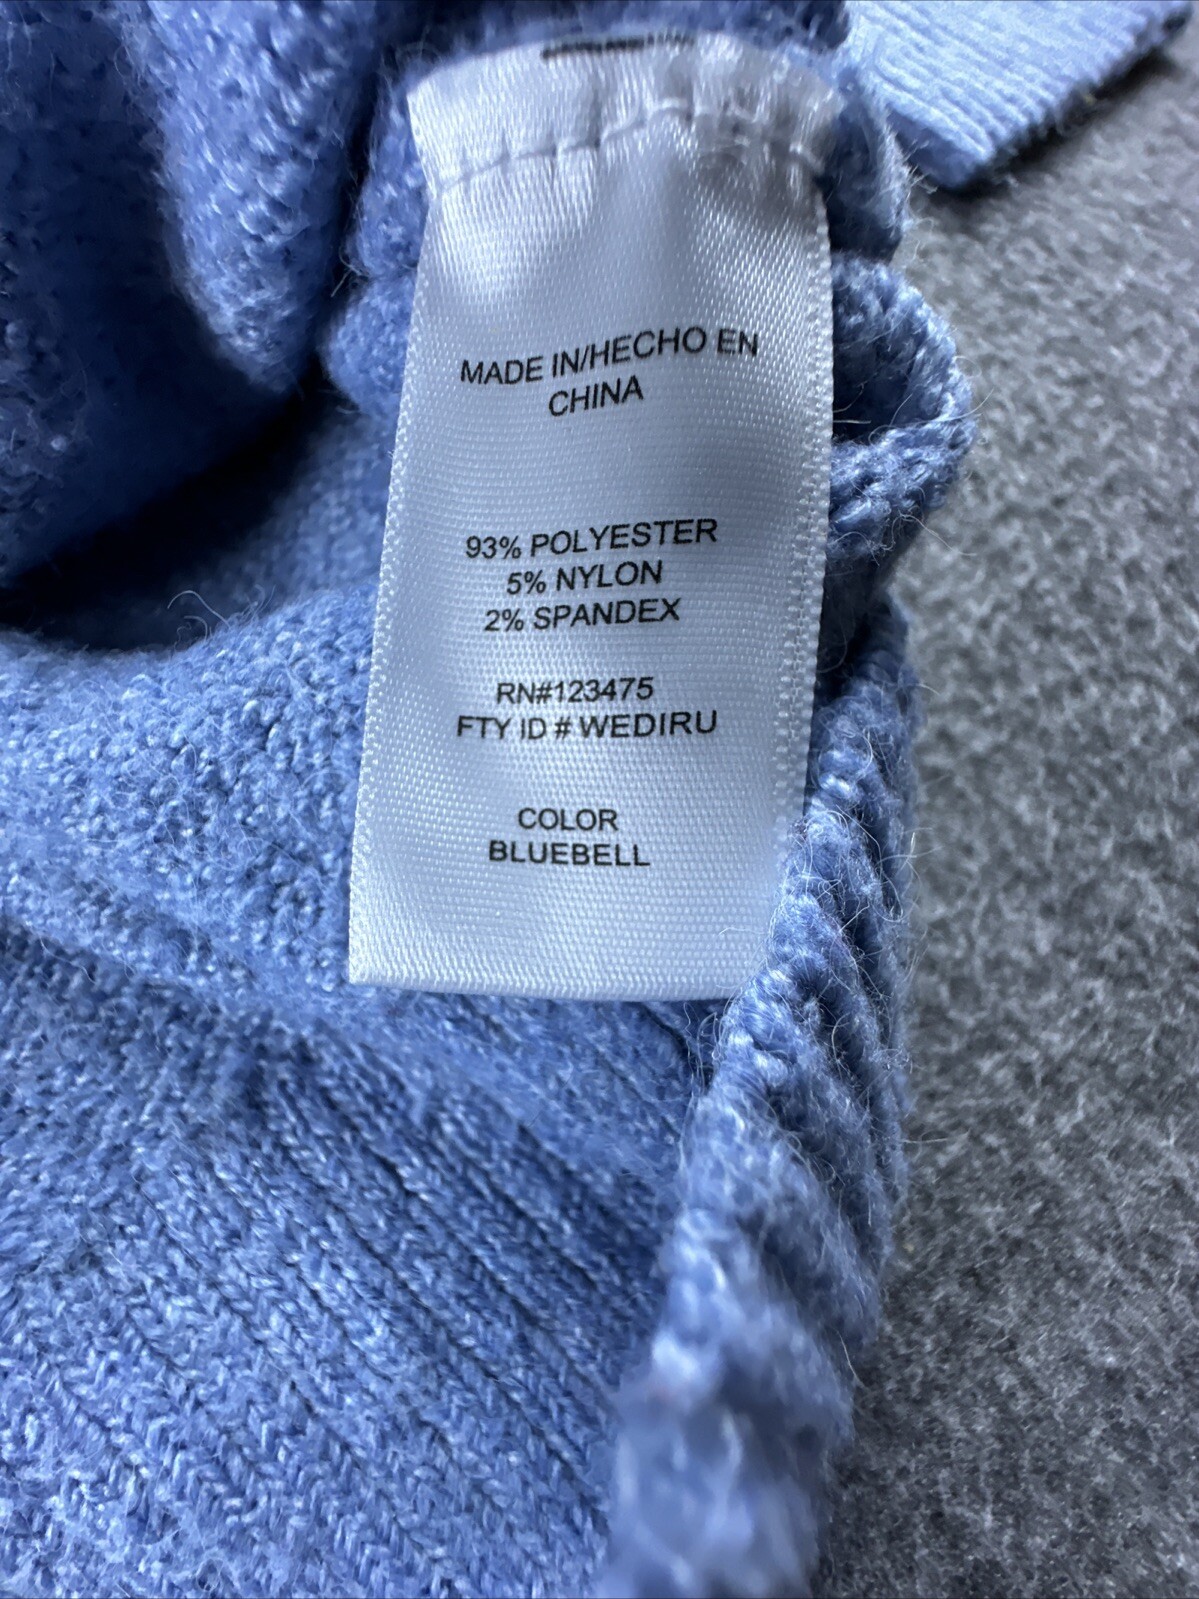 MADE IN/HECHO EN
CHINA
93% POLYESTER
5% NYLON
2% SPANDEX
RN#123475
FTY ID # WEDIRU
COLOR
BLUEBELL